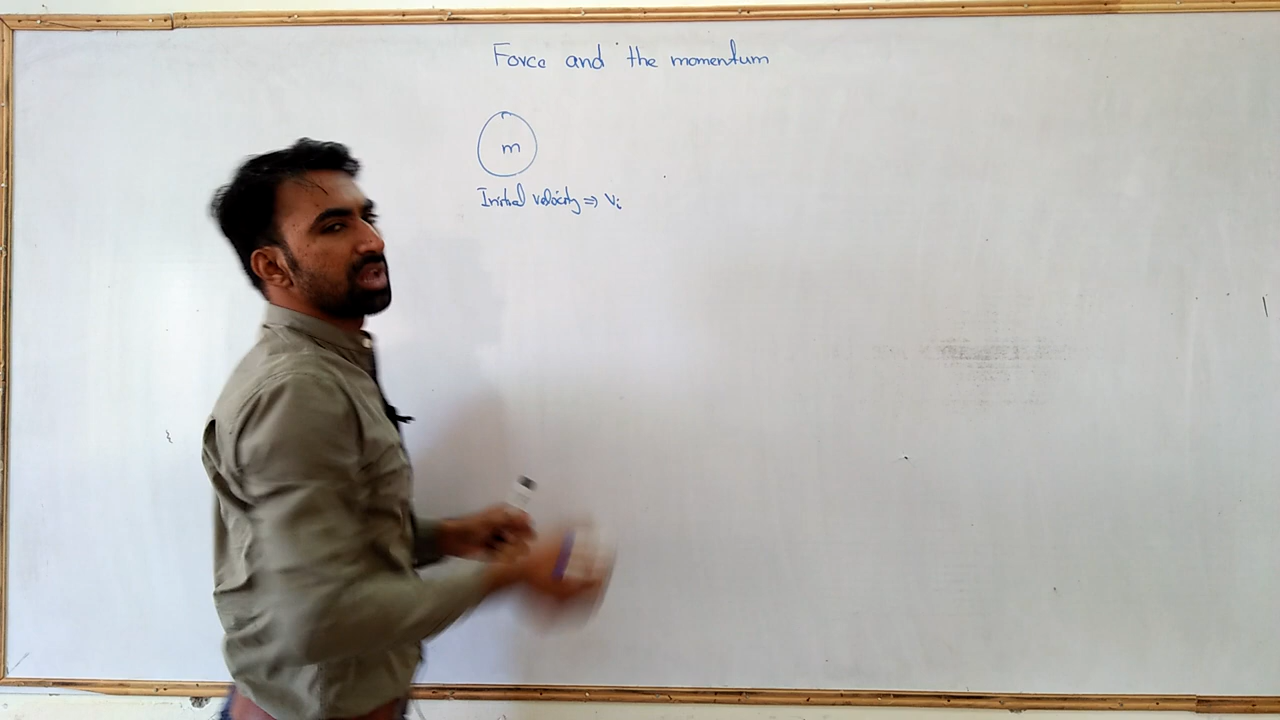 Force and the momentum
m
Initial velocity ⇒ vᵢ